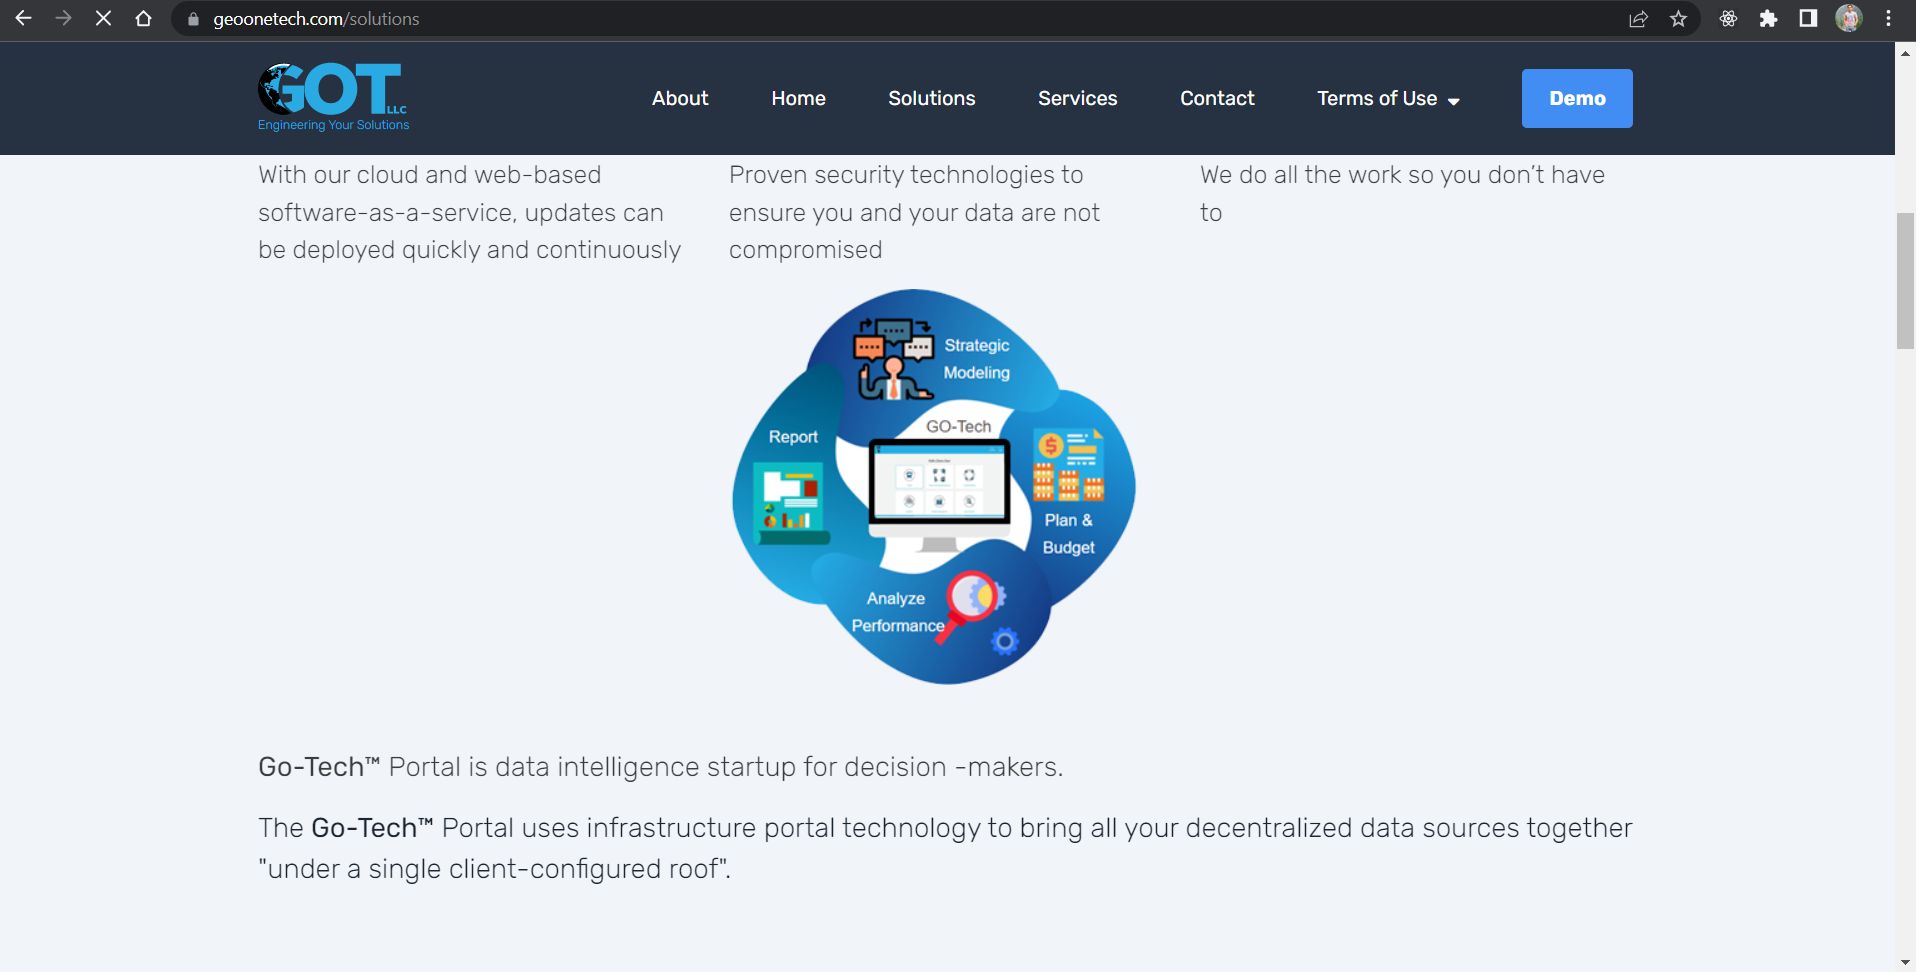 geoonetech.com/solutions
GOT LLC
Engineering Your Solutions
About Home Solutions Services Contact Terms of Use Demo
With our cloud and web-based
software-as-a-service, updates can
be deployed quickly and continuously
Proven security technologies to
ensure you and your data are not
compromised
We do all the work so you don’t have
to
Strategic
Modeling
GO-Tech
Report
Plan &
Budget
Analyze
Performance
Go-Tech™ Portal is data intelligence startup for decision -makers.
The Go-Tech™ Portal uses infrastructure portal technology to bring all your decentralized data sources together
"under a single client-configured roof".